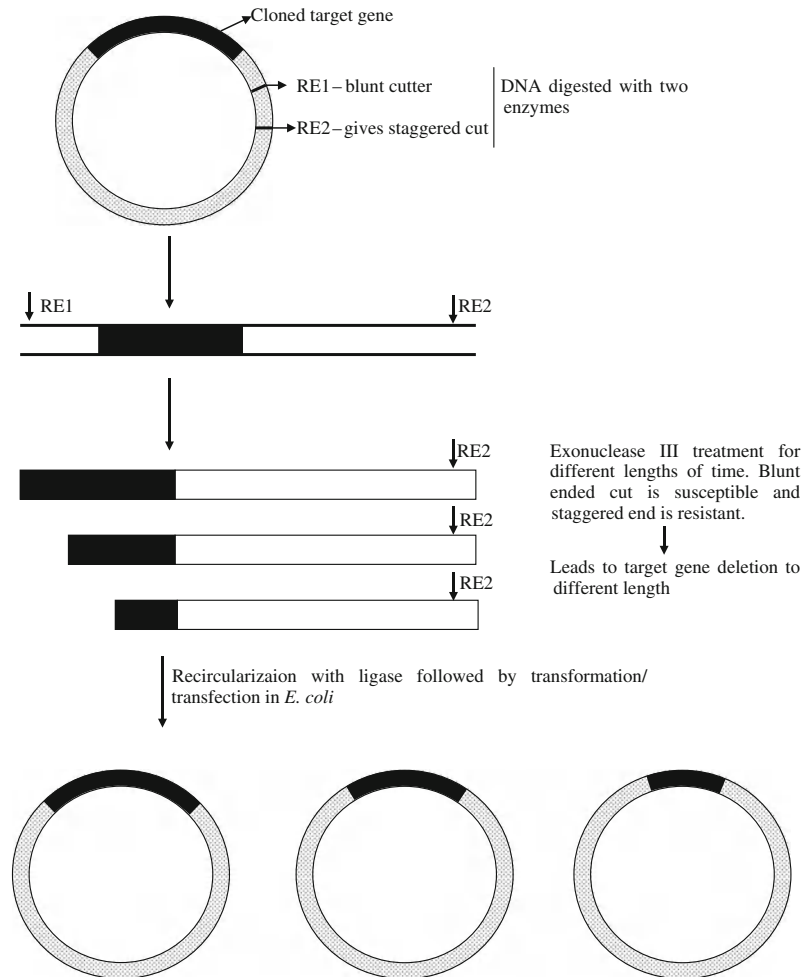 Cloned target gene
RE1–blunt cutter
RE2–gives staggered cut
DNA digested with two
enzymes
RE1
RE2
RE2
RE2
RE2
Exonuclease III treatment for
different lengths of time. Blunt
ended cut is susceptible and
staggered end is resistant.
Leads to target gene deletion to
different length
Recircularizaion with ligase followed by transformation/
transfection in E. coli